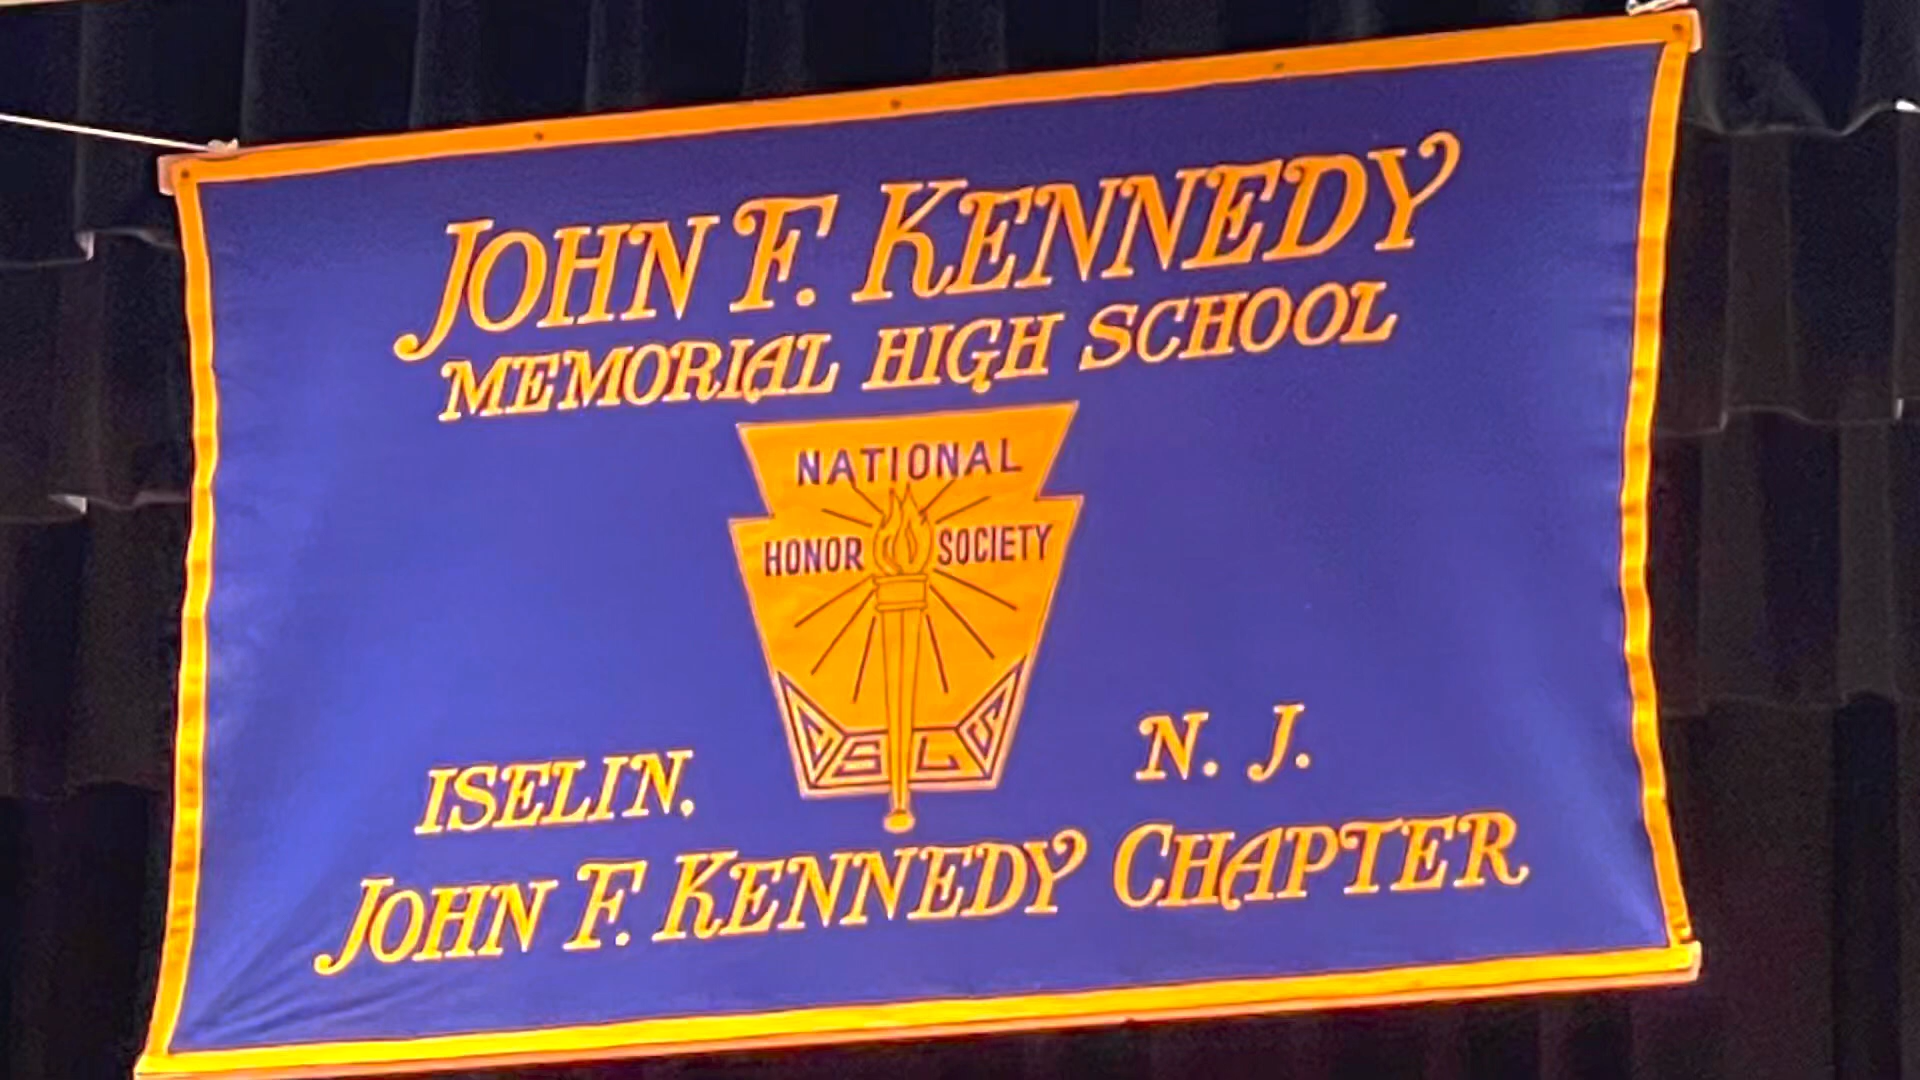 JOHN F. KENNEDY
MEMORIAL HIGH SCHOOL
NATIONAL
HONOR SOCIETY
ISELIN, N. J.
JOHN F. KENNEDY CHAPTER